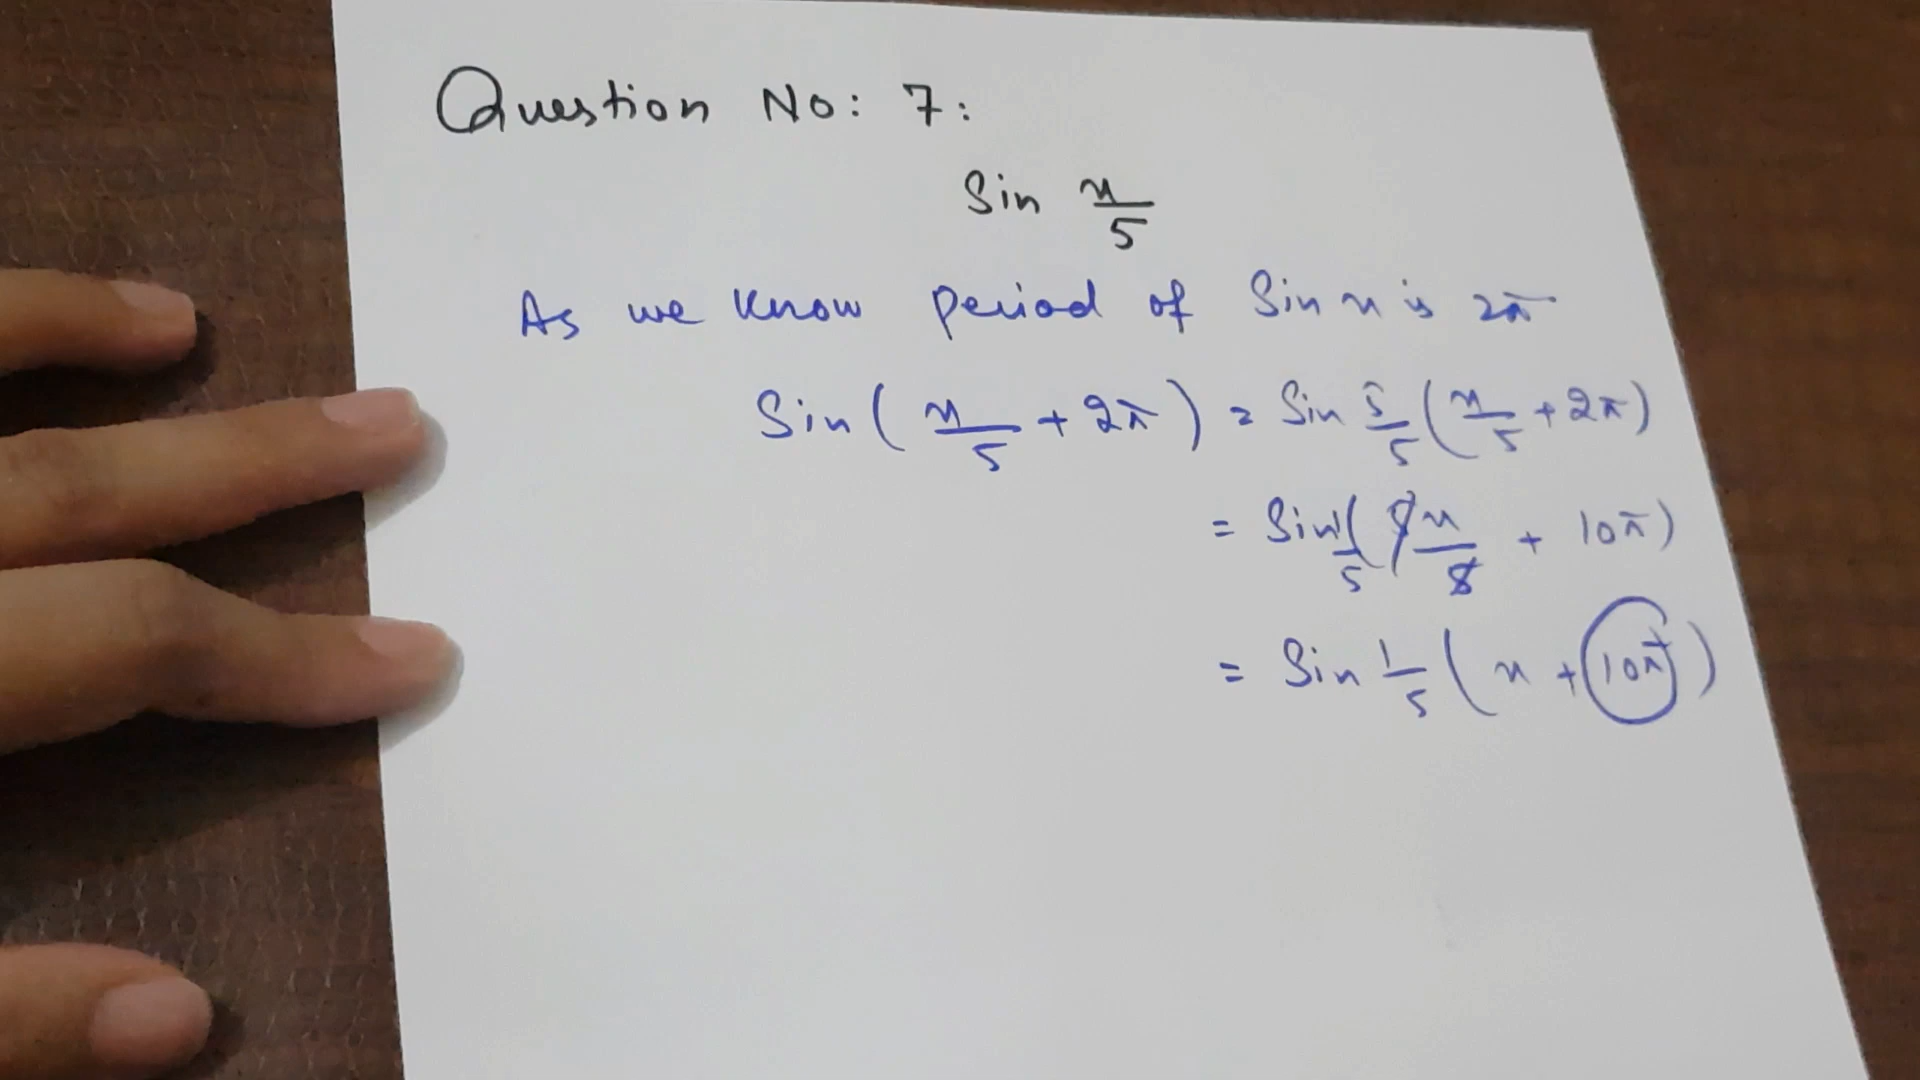 Question No: 7:
Sin x/5
As we know period of Sin x is 2π
Sin( x/5 + 2π ) = Sin 5/5 ( x/5 + 2π)
= Sin 1/5 ( 5x/5 + 10π)
= Sin 1/5 ( x + 10π )